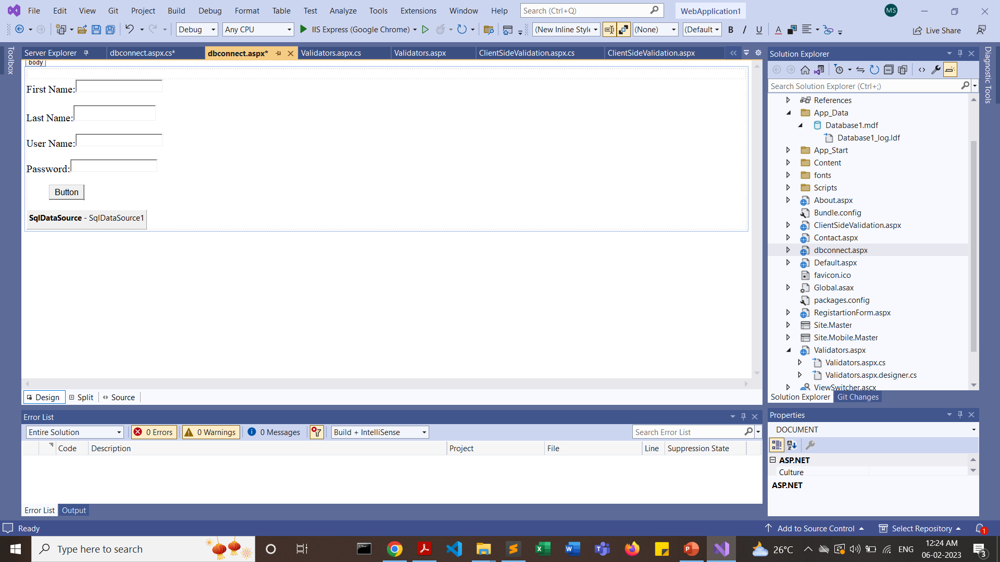 File Edit View Git Project Build Debug Format Table Test Analyze Tools Extensions Window Help Search (Ctrl+Q) WebApplication1 MS
Debug Any CPU IIS Express (Google Chrome) (New Inline Style (None) (Default B I U A Live Share
Toolbox
Server Explorer dbconnect.aspx.cs* dbconnect.aspx* Validators.aspx.cs Validators.aspx ClientSideValidation.aspx.cs ClientSideValidation.aspx
body
First Name:
Last Name:
User Name:
Password:
Button
SqlDataSource - SqlDataSource1
Design Split Source
Error List
Entire Solution 0 Errors 0 Warnings 0 Messages Build + IntelliSense Search Error List
Code Description Project File Line Suppression State
Error List Output
Solution Explorer
Search Solution Explorer (Ctrl+;)
References
App_Data
Database1.mdf
Database1_log.ldf
App_Start
Content
fonts
Scripts
About.aspx
Bundle.config
ClientSideValidation.aspx
Contact.aspx
dbconnect.aspx
Default.aspx
favicon.ico
Global.asax
packages.config
RegistartionForm.aspx
Site.Master
Site.Mobile.Master
Validators.aspx
Validators.aspx.cs
Validators.aspx.designer.cs
ViewSwitcher.ascx
Solution Explorer Git Changes
Diagnostic Tools
Properties
DOCUMENT
ASP.NET
Culture
ASP.NET
Ready Add to Source Control Select Repository 1
Type here to search 26°C ENG 12:24 AM
06-02-2023 3